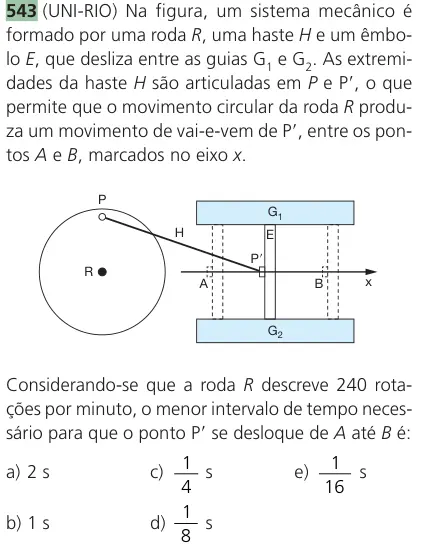 543 (UNI-RIO) Na figura, um sistema mecânico é
formado por uma roda R, uma haste H e um êmbo-
lo E, que desliza entre as guias G₁ e G₂. As extremi-
dades da haste H são articuladas em P e P’, o que
permite que o movimento circular da roda R produ-
za um movimento de vai-e-vem de P’, entre os pon-
tos A e B, marcados no eixo x.
P
G₁
H
E
P’
R
A
B
x
G₂
Considerando-se que a roda R descreve 240 rota-
ções por minuto, o menor intervalo de tempo neces-
sário para que o ponto P’ se desloque de A até B é:
a) 2 s c) 1/4 s e) 1/16 s
b) 1 s d) 1/8 s